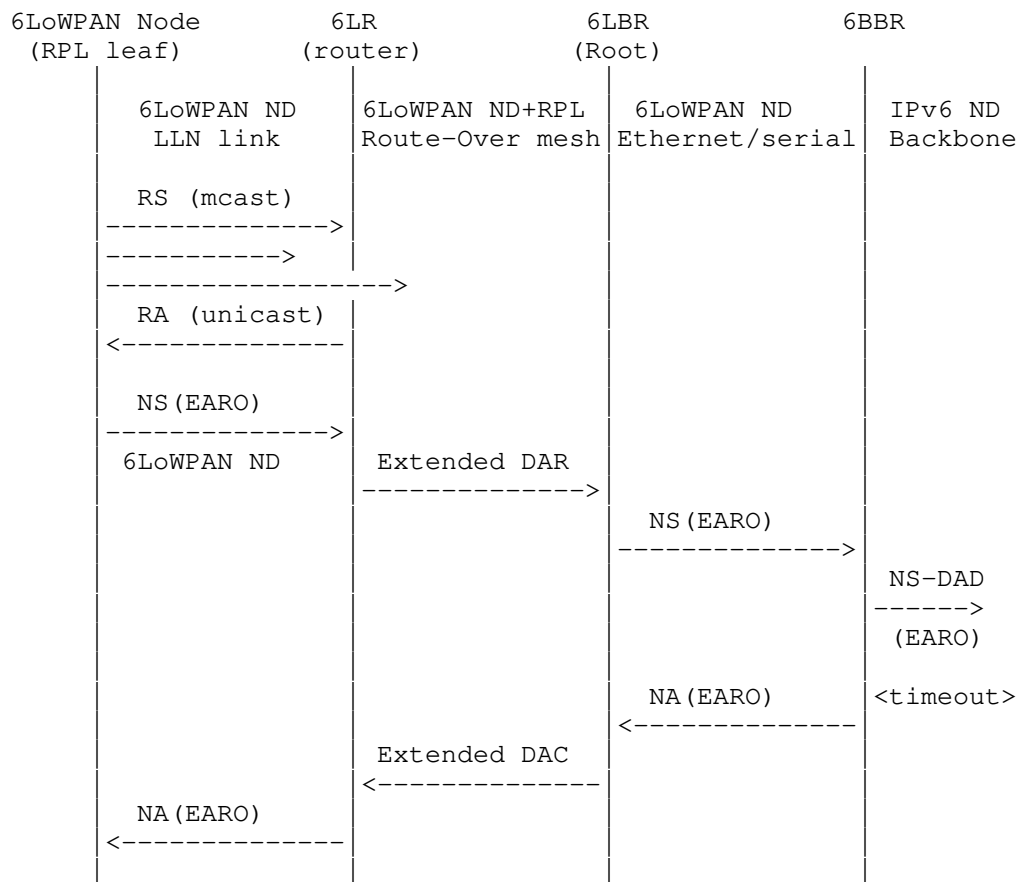 6LoWPAN Node 6LR 6LBR 6BBR
(RPL leaf) (router) (Root)
6LoWPAN ND 6LoWPAN ND+RPL 6LoWPAN ND IPv6 ND
LLN link Route-Over mesh Ethernet/serial Backbone
RS (mcast)
RA (unicast)
NS(EARO)
6LoWPAN ND Extended DAR
NS(EARO)
NS-DAD
(EARO)
NA(EARO) <timeout>
Extended DAC
NA(EARO)